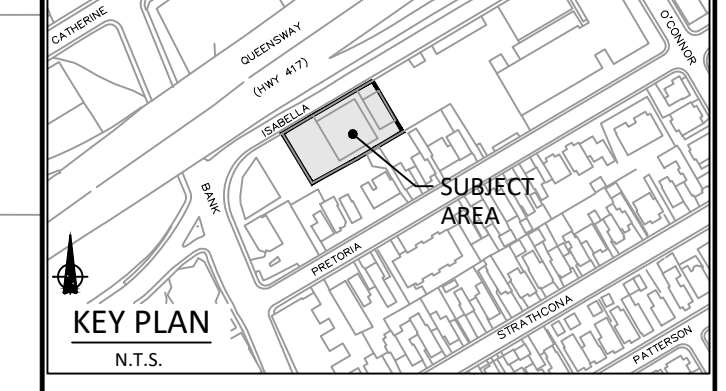 CATHERINE
QUEENSWAY
(HWY 417)
O'CONNOR
ISABELLA
BANK
SUBJECT
AREA
PRETORIA
STRATHCONA
PATTERSON
KEY PLAN
N.T.S.